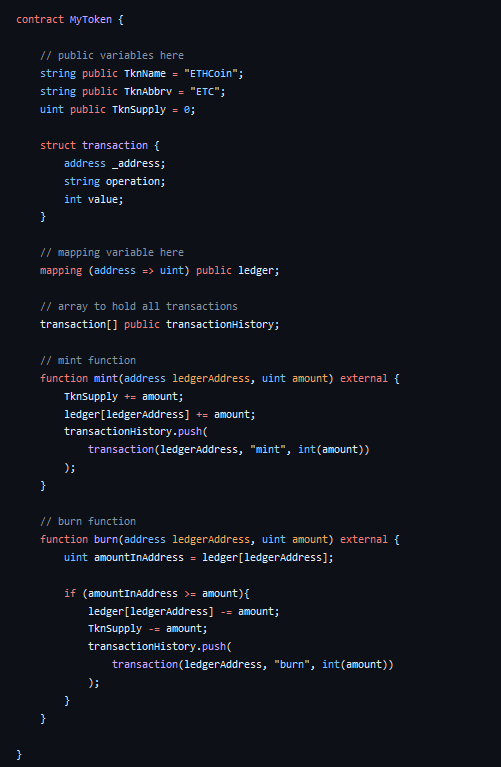 contract MyToken {
// public variables here
string public TknName = "ETHCoin";
string public TknAbbrv = "ETC";
uint public TknSupply = 0;
struct transaction {
address _address;
string operation;
int value;
}
// mapping variable here
mapping (address => uint) public ledger;
// array to hold all transactions
transaction[] public transactionHistory;
// mint function
function mint(address ledgerAddress, uint amount) external {
TknSupply += amount;
ledger[ledgerAddress] += amount;
transactionHistory.push(
transaction(ledgerAddress, "mint", int(amount))
);
}
// burn function
function burn(address ledgerAddress, uint amount) external {
uint amountInAddress = ledger[ledgerAddress];
if (amountInAddress >= amount){
ledger[ledgerAddress] -= amount;
TknSupply -= amount;
transactionHistory.push(
transaction(ledgerAddress, "burn", int(amount))
);
}
}
}